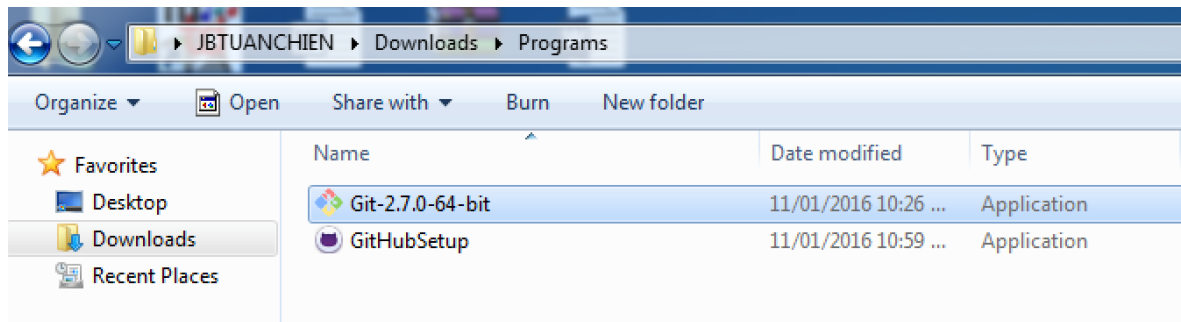 JBTUANCHIEN Downloads Programs
Organize Open Share with Burn New folder
Favorites
Desktop
Downloads
Recent Places
Name Date modified Type
Git-2.7.0-64-bit 11/01/2016 10:26 ... Application
GitHubSetup 11/01/2016 10:59 ... Application